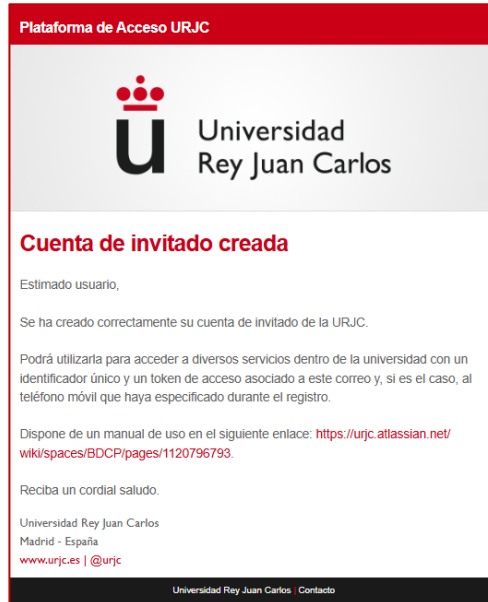 Plataforma de Acceso URJC
u
Universidad
Rey Juan Carlos
Cuenta de invitado creada
Estimado usuario,
Se ha creado correctamente su cuenta de invitado de la URJC.
Podrá utilizarla para acceder a diversos servicios dentro de la universidad con un
identificador único y un token de acceso asociado a este correo y, si es el caso, al
teléfono móvil que haya especificado durante el registro.
Dispone de un manual de uso en el siguiente enlace: https://urjc.atlassian.net/
wiki/spaces/BDCP/pages/1120796793.
Reciba un cordial saludo.
Universidad Rey Juan Carlos
Madrid - España
www.urjc.es | @urjc
Universidad Rey Juan Carlos | Contacto